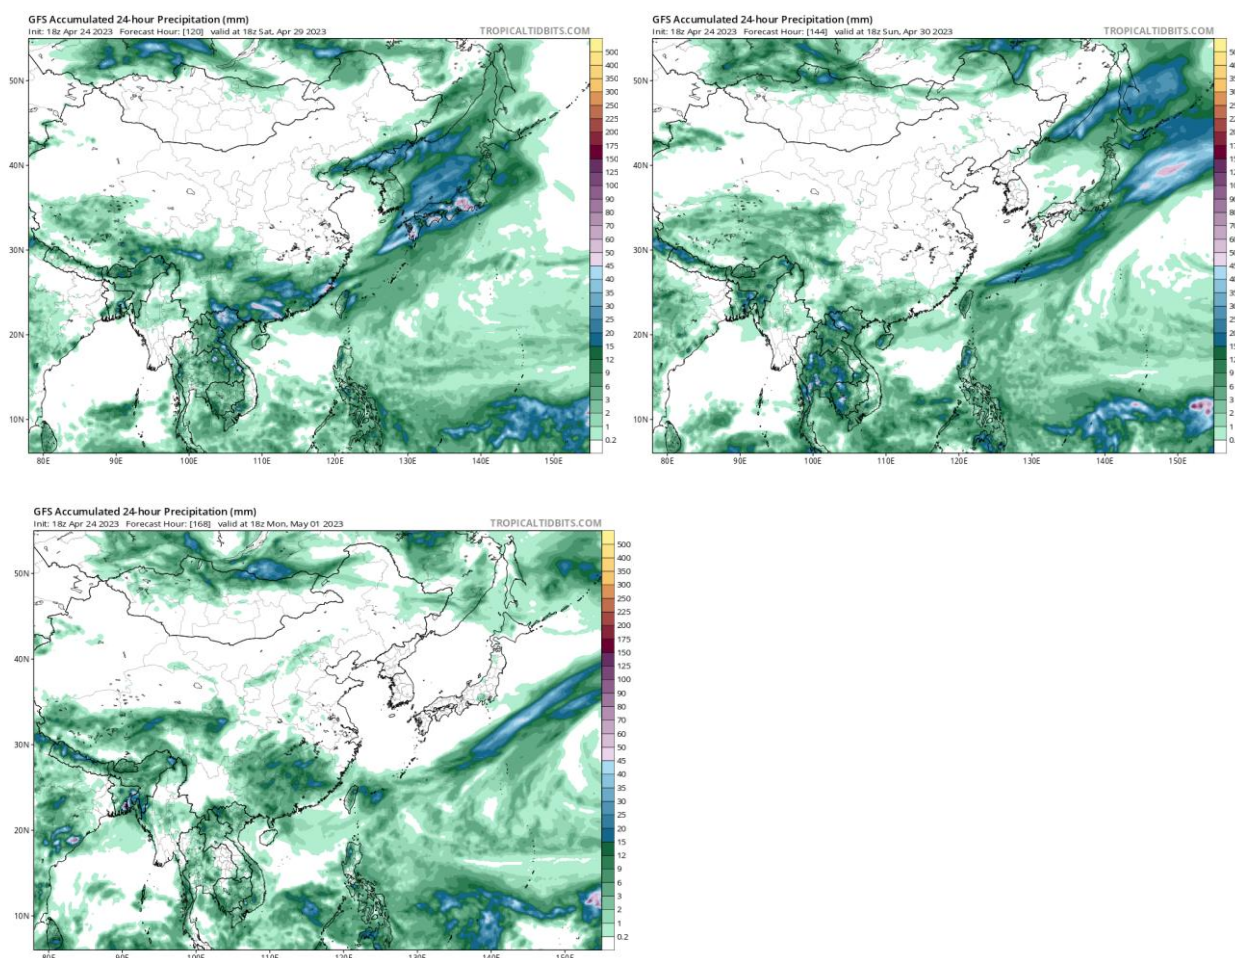 GFS Accumulated 24-hour Precipitation (mm)
Init: 18z Apr 24 2023 Forecast Hour: [120] valid at 18z Sat, Apr 29 2023 TROPICALTIDBITS.COM
50N
40N
30N
20N
10N
80E 90E 100E 110E 120E 130E 140E 150E
500
400
350
300
250
225
200
175
150
125
100
90
80
70
60
50
45
40
35
30
25
20
15
12
9
6
3
2
1
0.2
GFS Accumulated 24-hour Precipitation (mm)
Init: 18z Apr 24 2023 Forecast Hour: [144] valid at 18z Sun, Apr 30 2023 TROPICALTIDBITS.COM
50N
40N
30N
20N
10N
80E 90E 100E 110E 120E 130E 140E 150E
GFS Accumulated 24-hour Precipitation (mm)
Init: 18z Apr 24 2023 Forecast Hour: [168] valid at 18z Mon, May 01 2023 TROPICALTIDBITS.COM
50N
40N
30N
20N
10N
80E 90E 100E 110E 120E 130E 140E 150E
500
400
350
300
250
225
200
175
150
125
100
90
80
70
60
50
45
40
35
30
25
20
15
12
9
6
3
2
1
0.2